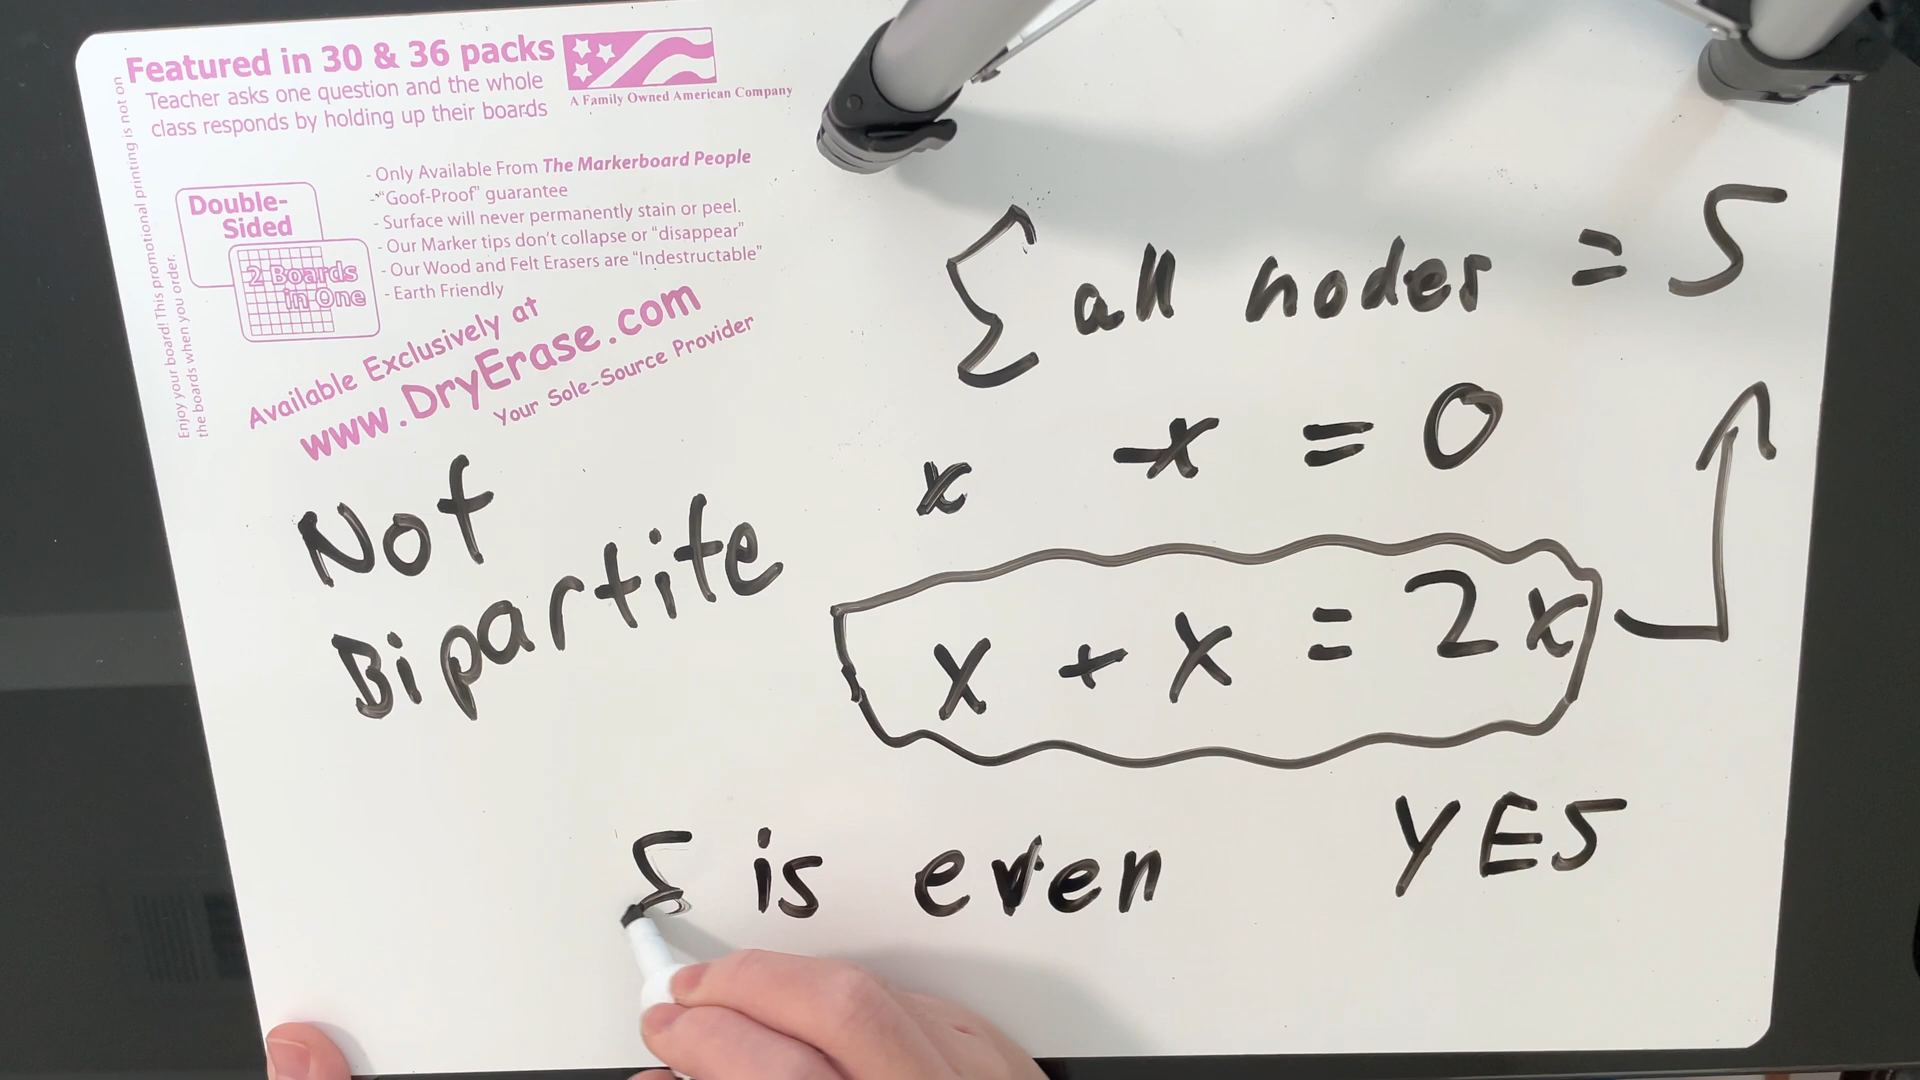 Featured in 30 & 36 packs
Teacher asks one question and the whole
class responds by holding up their boards
A Family Owned American Company
Enjoy your board! This promotional printing is not on
the boards when you order.
Double-
Sided
2 Boards
in One
- Only Available From The Markerboard People
-"Goof-Proof" guarantee
- Surface will never permanently stain or peel.
- Our Marker tips don't collapse or "disappear"
- Our Wood and Felt Erasers are "Indestructable"
- Earth Friendly
Available Exclusively at
www.DryErase.com
Your Sole-Source Provider
Σ all nodes = S
x -x = 0
Not
Bipartite
x + x = 2x
YES
Σ is even